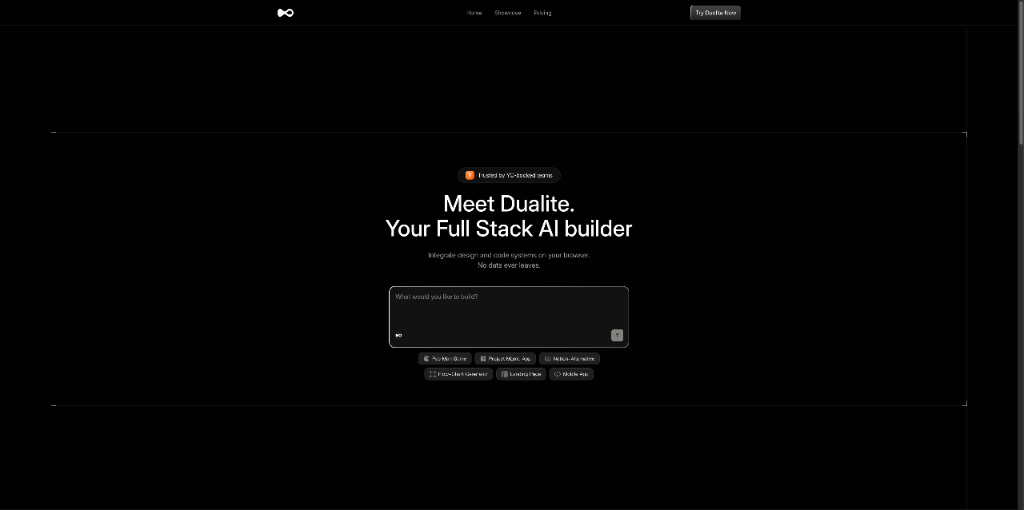 Home Showcase Pricing Try Dualite Now
Trusted by YC-backed teams
Meet Dualite.
Your Full Stack AI builder
Integrate design and code systems on your browser.
No data ever leaves.
What would you like to build?
Pac Man Game Project Mgmt. App Notion-Alternative
Flow-Chart Generator Landing Page Mobile App